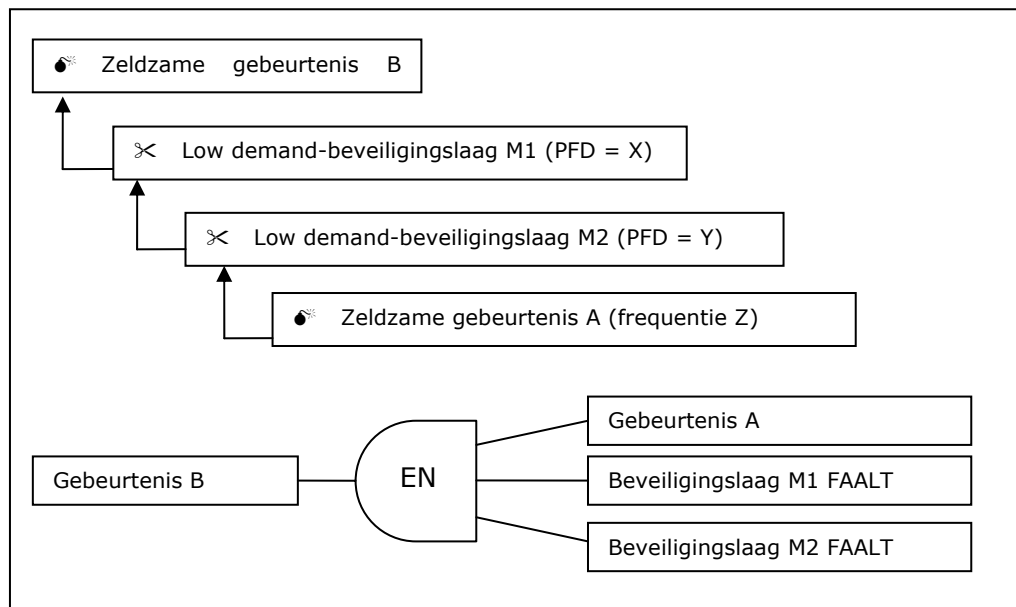 Zeldzame gebeurtenis B
Low demand-beveiligingslaag M1 (PFD = X)
Low demand-beveiligingslaag M2 (PFD = Y)
Zeldzame gebeurtenis A (frequentie Z)
Gebeurtenis A
Gebeurtenis B
EN
Beveiligingslaag M1 FAALT
Beveiligingslaag M2 FAALT